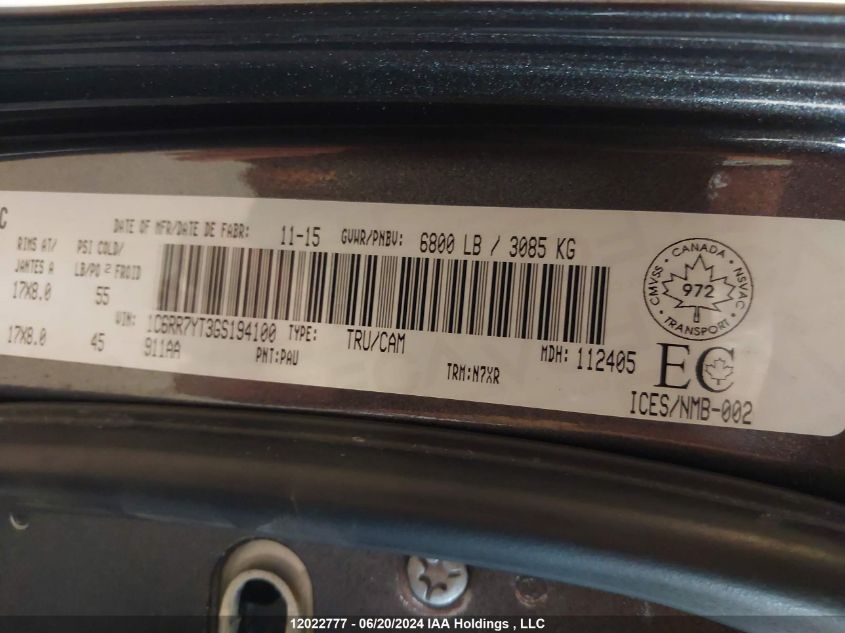 C
DATE OF MFR/DATE DE FABR: 11-15 GVWR/PNBV: 6800 LB / 3085 KG
RIMS AT/ JANTES A
PSI COLD/ LB/PO 2 FROID
17X8.0 55
VIN: 1C6RR7YT3GS194100 TYPE: TRU/CAM MDH: 112405
17X8.0 45 911AA PNT:PAU TRM:N7XR
CANADA
CMVSS 972 NSVAC
TRANSPORT
EC
ICES/NMB-002
12022777 - 06/20/2024 IAA Holdings , LLC